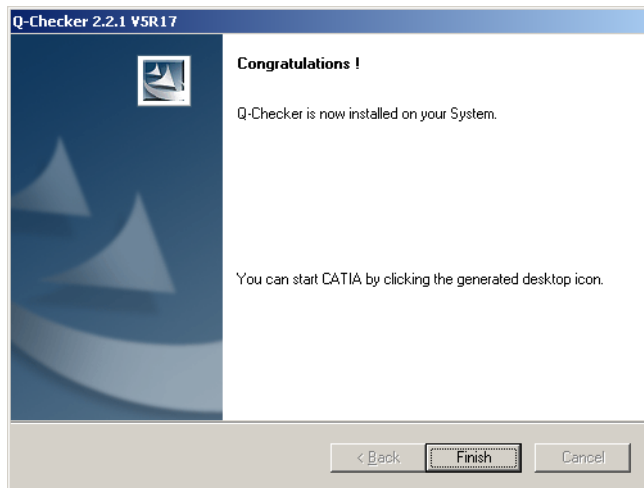 Q-Checker 2.2.1 V5R17
Congratulations !
Q-Checker is now installed on your System.
You can start CATIA by clicking the generated desktop icon.
< Back
Finish
Cancel